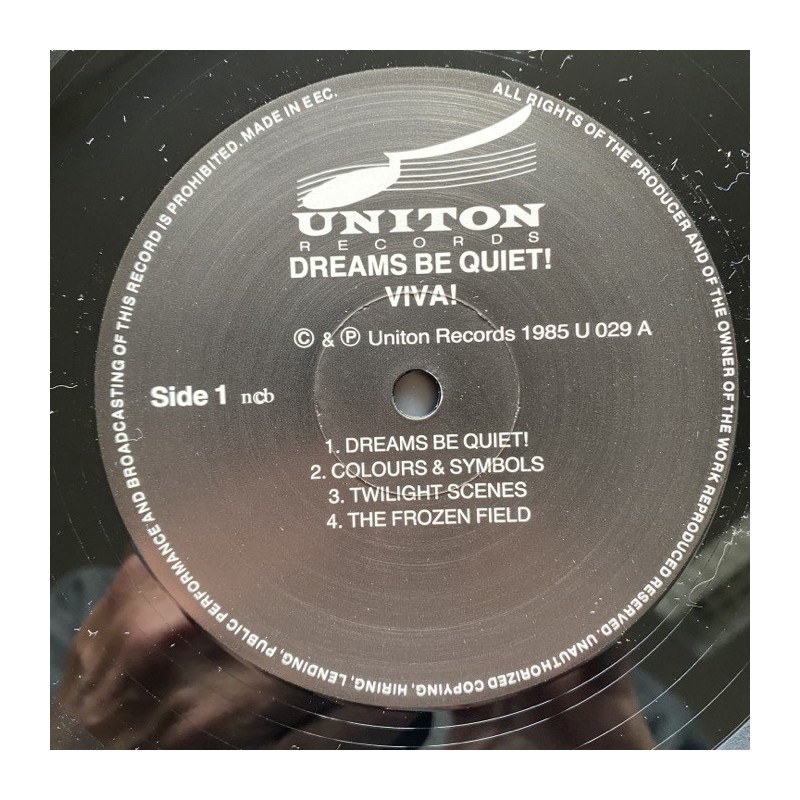 UNITON
RECORDS
DREAMS BE QUIET!
VIVA!
© & ℗ Uniton Records 1985 U 029 A
Side 1 ncb
1. DREAMS BE QUIET!
2. COLOURS & SYMBOLS
3. TWILIGHT SCENES
4. THE FROZEN FIELD
ALL RIGHTS OF THE PRODUCER AND OF THE OWNER OF THE WORK REPRODUCED RESERVED. UNAUTHORIZED COPYING, HIRING, LENDING, PUBLIC PERFORMANCE AND BROADCASTING OF THIS RECORD IS PROHIBITED. MADE IN EEC.